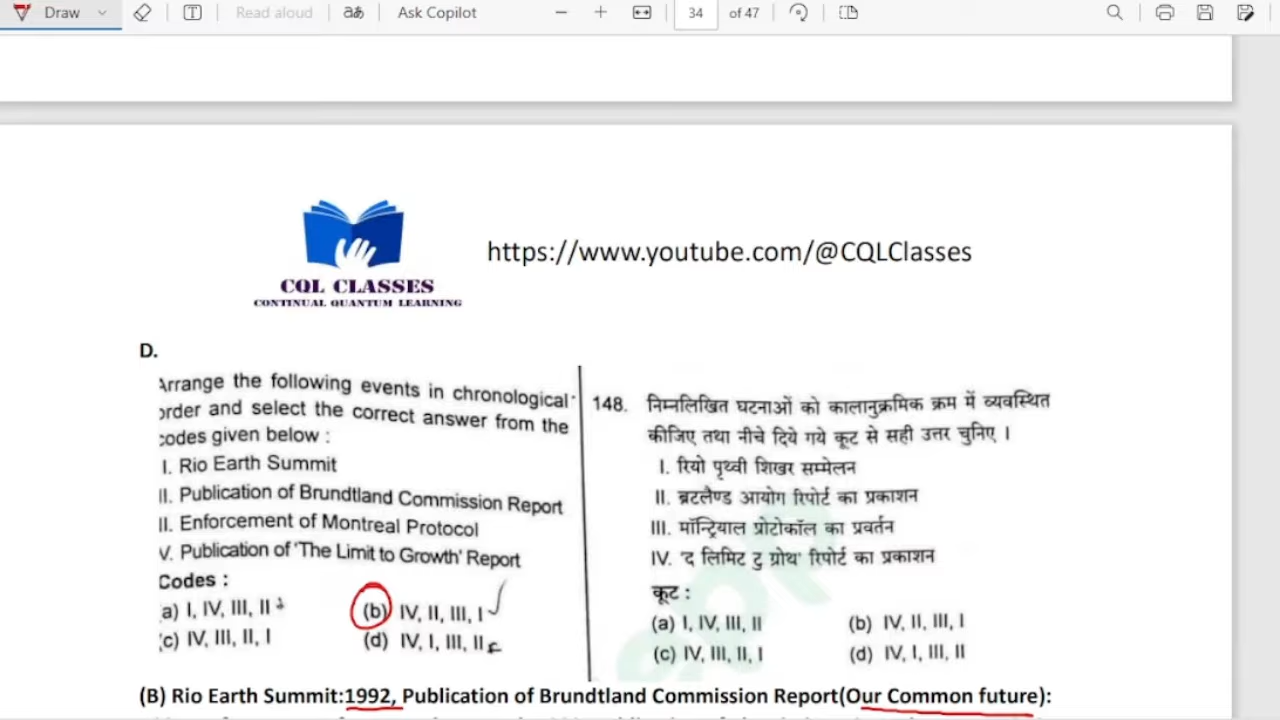 Draw
Read aloud
Ask Copilot
34
of 47
CQL CLASSES
CONTINUAL QUANTUM LEARNING
https://www.youtube.com/@CQLClasses
D.
Arrange the following events in chronological
order and select the correct answer from the
codes given below :
I. Rio Earth Summit
II. Publication of Brundtland Commission Report
II. Enforcement of Montreal Protocol
V. Publication of 'The Limit to Growth' Report
Codes :
(a) I, IV, III, II
(b) IV, II, III, I
(c) IV, III, II, I
(d) IV, I, III, II
148. निम्नलिखित घटनाओं को कालानुक्रमिक क्रम में व्यवस्थित
कीजिए तथा नीचे दिये गये कूट से सही उत्तर चुनिए ।
I. रियो पृथ्वी शिखर सम्मेलन
II. ब्रटलैण्ड आयोग रिपोर्ट का प्रकाशन
III. मॉन्ट्रियाल प्रोटोकॉल का प्रवर्तन
IV. 'द लिमिट टु ग्रोथ' रिपोर्ट का प्रकाशन
कूट :
(a) I, IV, III, II
(b) IV, II, III, I
(c) IV, III, II, I
(d) IV, I, III, II
(B) Rio Earth Summit:1992, Publication of Brundtland Commission Report(Our Common future):